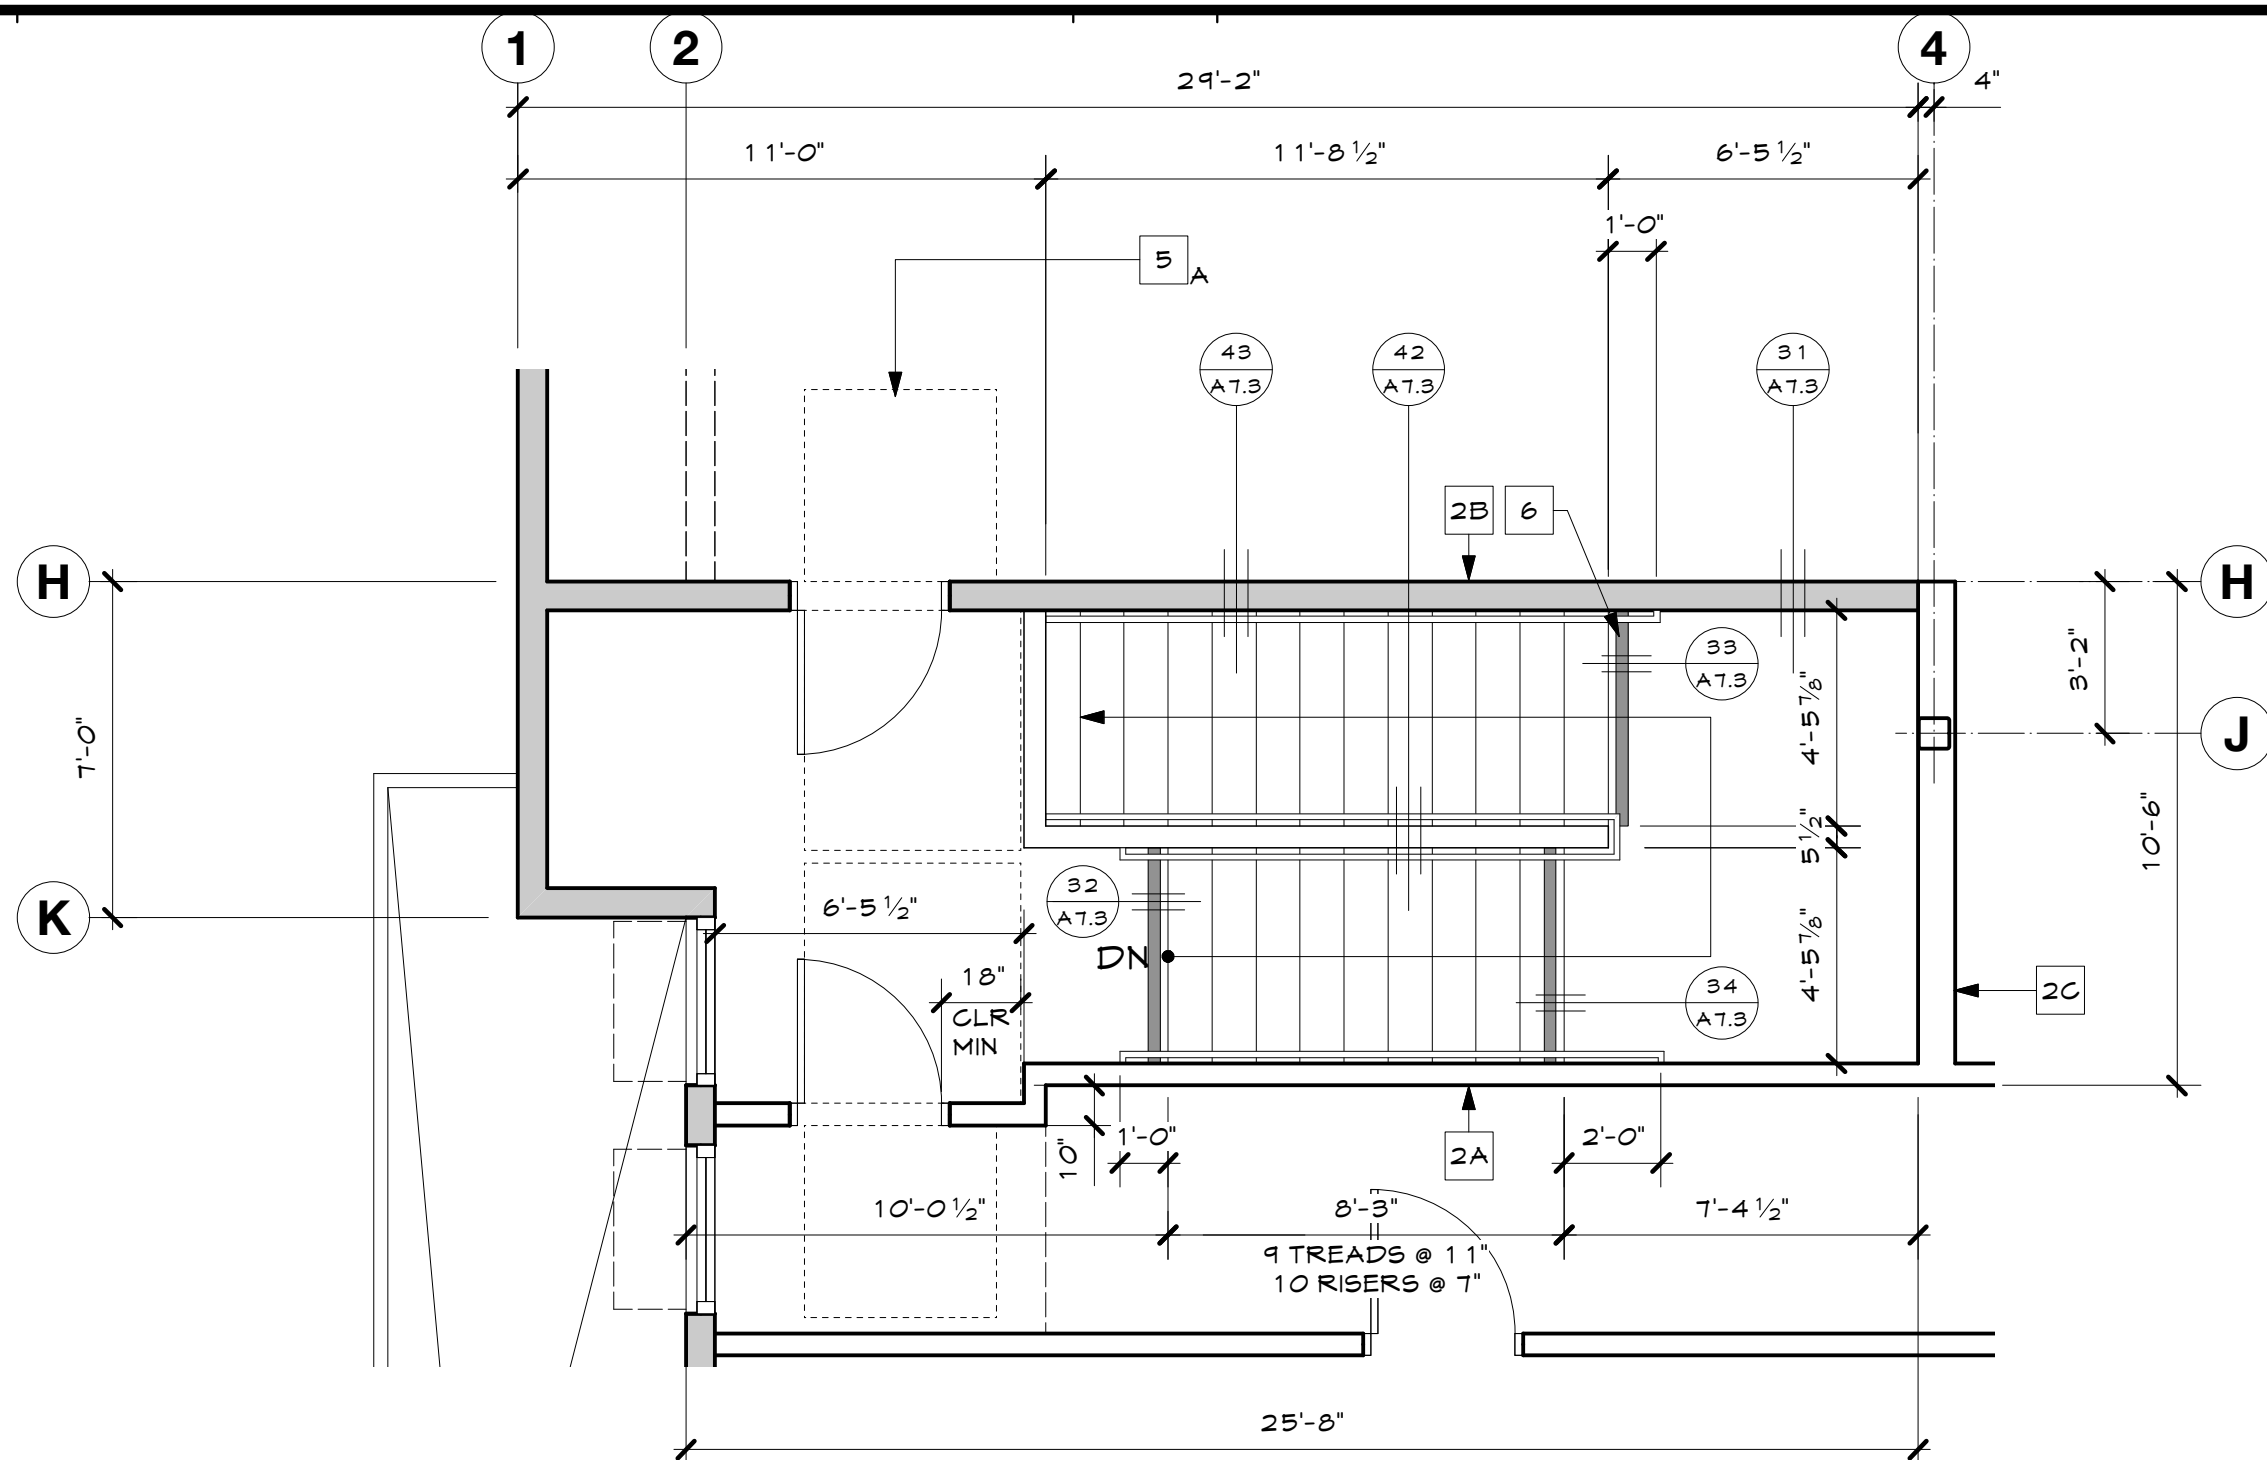 1
2
4
29'-2"
4"
11'-0"
11'-8 ½"
6'-5 ½"
1'-0"
5
A
43
A7.3
42
A7.3
31
A7.3
2B
6
H
H
33
A7.3
3'-2"
7'-0"
4'-5 ⅞"
J
5 ½"
10'-6"
K
6'-5 ½"
32
A7.3
DN
18"
CLR
MIN
4'-5 ⅞"
34
A7.3
2C
10"
1'-0"
2A
2'-0"
10'-0 ½"
8'-3"
7'-4 ½"
9 TREADS @ 11"
10 RISERS @ 7"
25'-8"